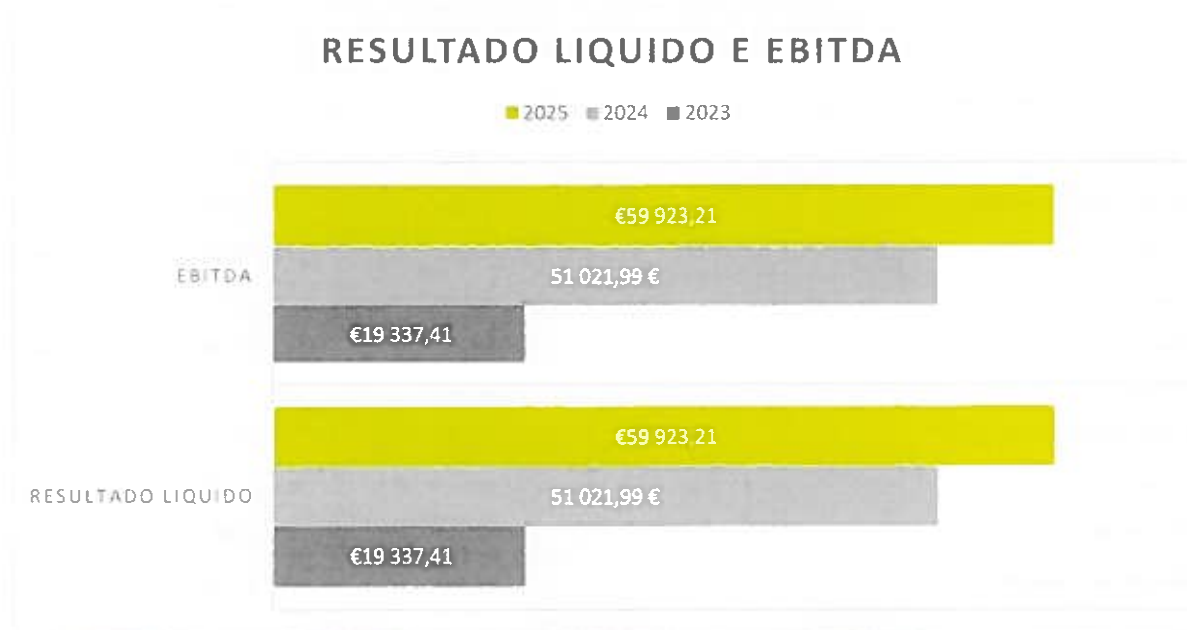 RESULTADO LIQUIDO E EBITDA
2025 2024 2023
€59 923,21
EBITDA
51 021,99 €
€19 337,41
€59 923,21
RESULTADO LIQUIDO
51 021,99 €
€19 337,41